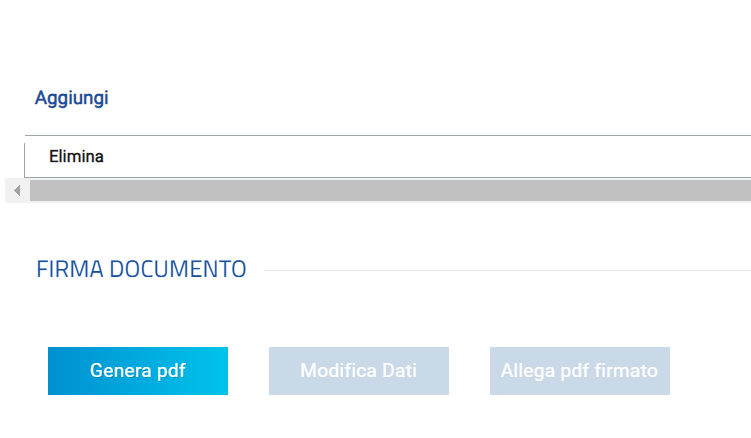 Aggiungi
Elimina
FIRMA DOCUMENTO
Genera pdf
Modifica Dati
Allega pdf firmato